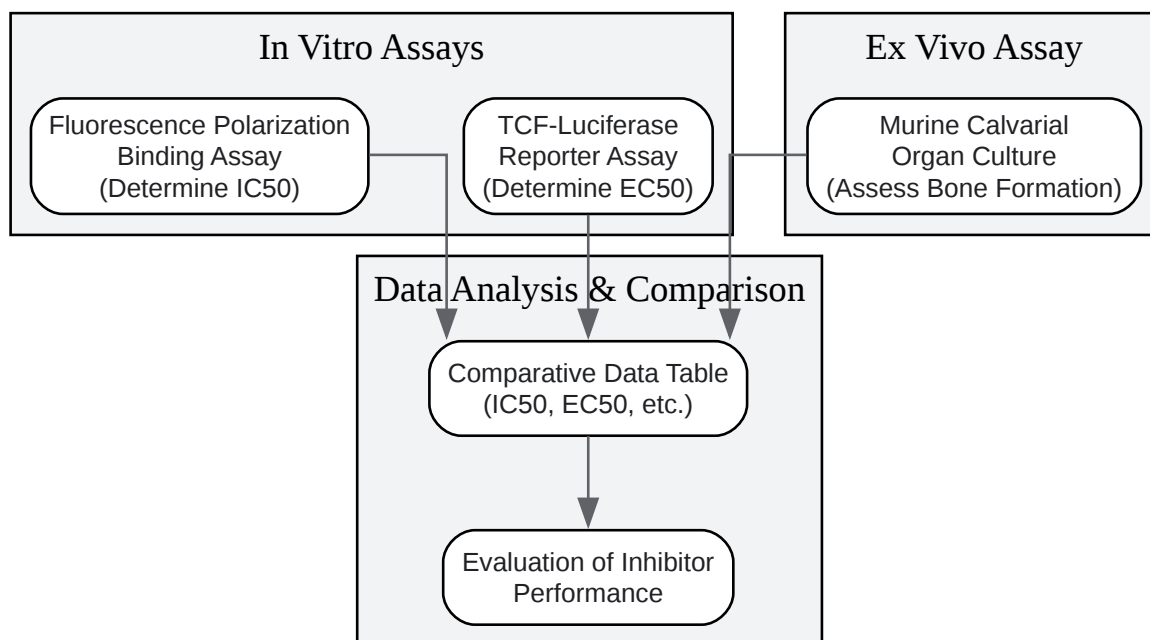 In Vitro Assays
Fluorescence Polarization
Binding Assay
(Determine IC50)
TCF-Luciferase
Reporter Assay
(Determine EC50)
Ex Vivo Assay
Murine Calvarial
Organ Culture
(Assess Bone Formation)
Data Analysis & Comparison
Comparative Data Table
(IC50, EC50, etc.)
Evaluation of Inhibitor
Performance